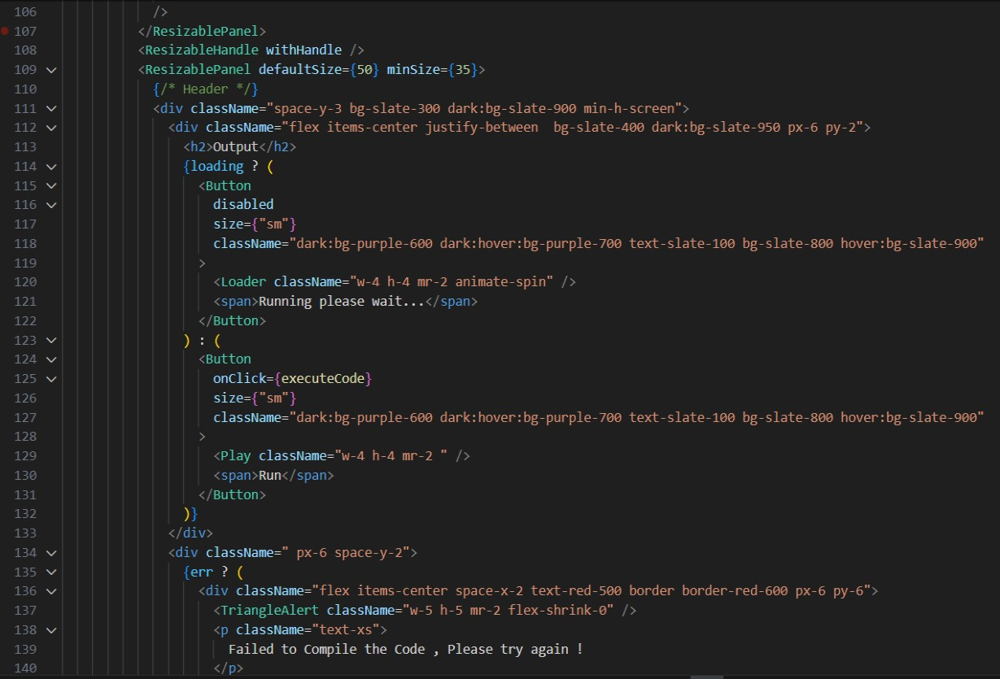 106 />
107 </ResizablePanel>
108 <ResizableHandle withHandle />
109 <ResizablePanel defaultSize={50} minSize={35}>
110 {/* Header */}
111 <div className="space-y-3 bg-slate-300 dark:bg-slate-900 min-h-screen">
112 <div className="flex items-center justify-between  bg-slate-400 dark:bg-slate-950 px-6 py-2">
113 <h2>Output</h2>
114 {loading ? (
115 <Button
116 disabled
117 size={"sm"}
118 className="dark:bg-purple-600 dark:hover:bg-purple-700 text-slate-100 bg-slate-800 hover:bg-slate-900"
119 >
120 <Loader className="w-4 h-4 mr-2 animate-spin" />
121 <span>Running please wait...</span>
122 </Button>
123 ) : (
124 <Button
125 onClick={executeCode}
126 size={"sm"}
127 className="dark:bg-purple-600 dark:hover:bg-purple-700 text-slate-100 bg-slate-800 hover:bg-slate-900"
128 >
129 <Play className="w-4 h-4 mr-2 " />
130 <span>Run</span>
131 </Button>
132 )}
133 </div>
134 <div className=" px-6 space-y-2">
135 {err ? (
136 <div className="flex items-center space-x-2 text-red-500 border border-red-600 px-6 py-6">
137 <TriangleAlert className="w-5 h-5 mr-2 flex-shrink-0" />
138 <p className="text-xs">
139 Failed to Compile the Code , Please try again !
140 </p>